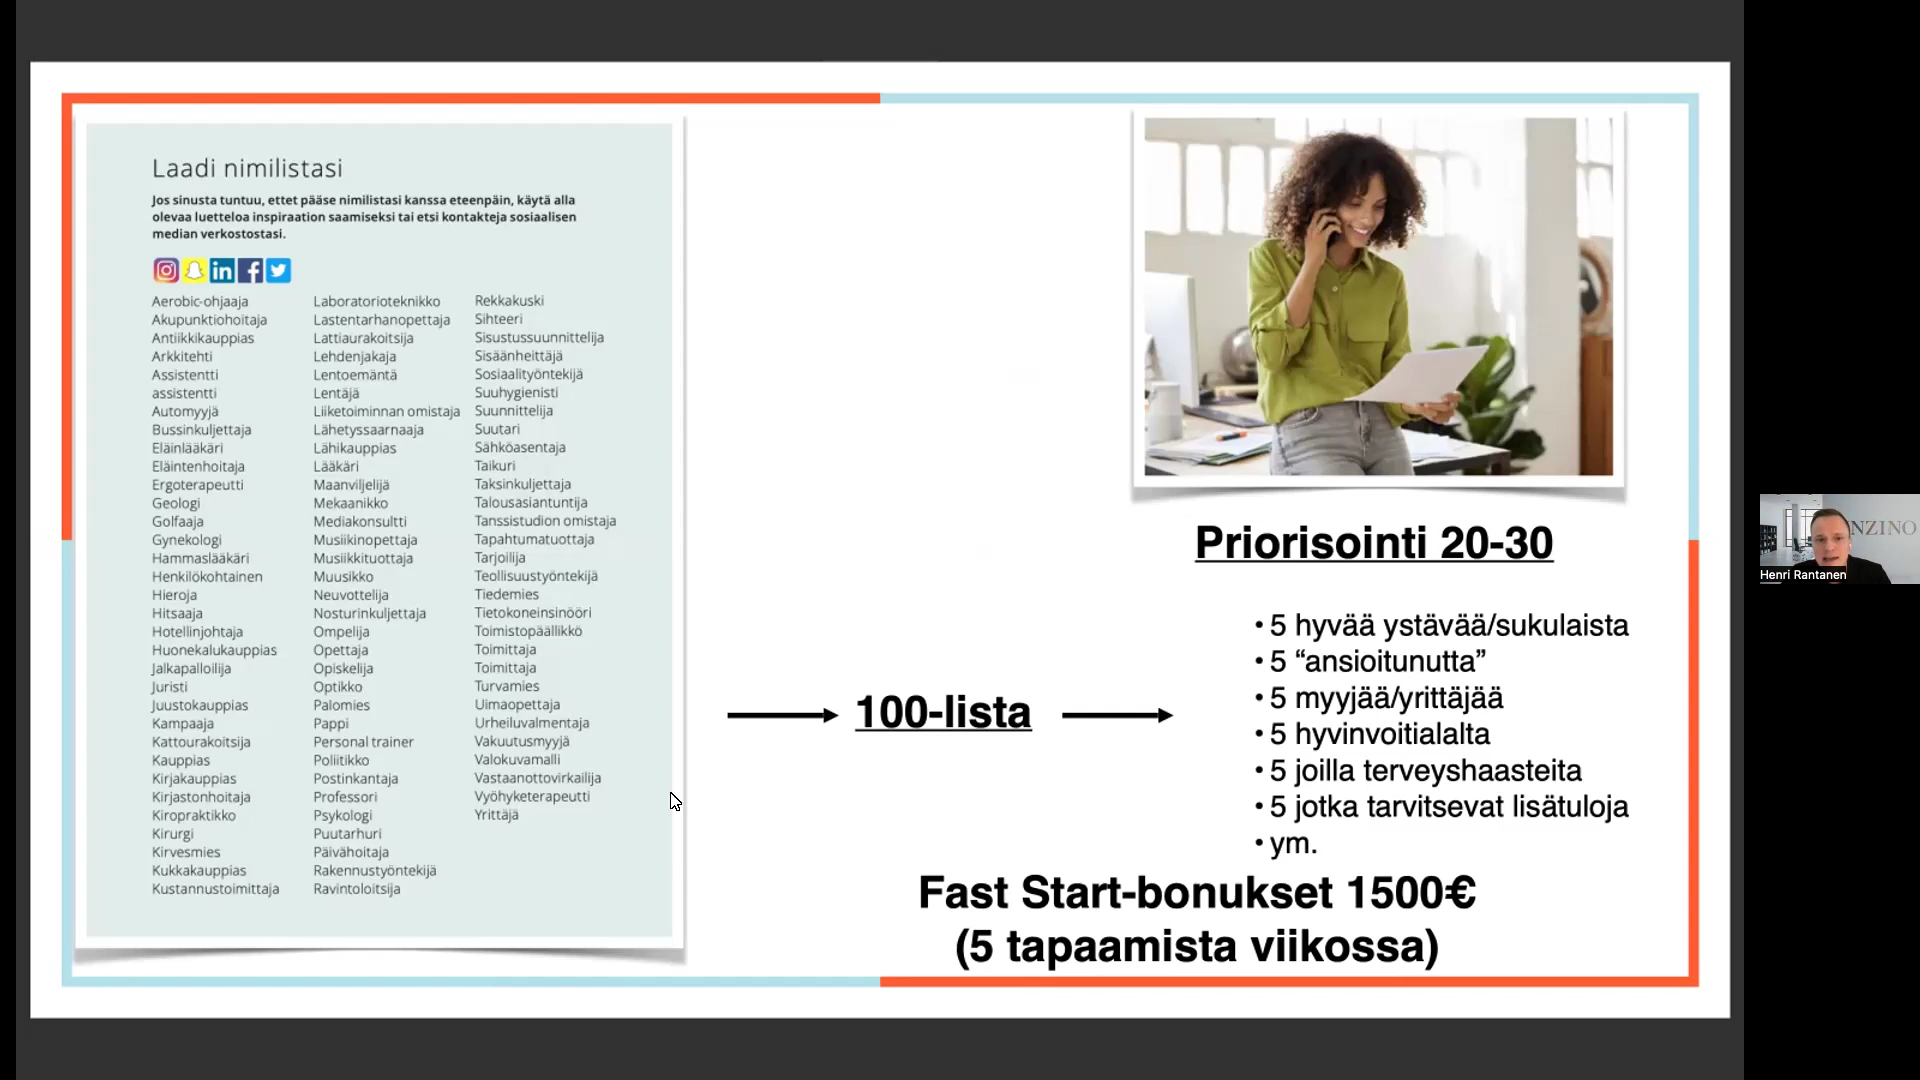 Laadi nimilistasi
Jos sinusta tuntuu, ettet pääse nimilistasi kanssa eteenpäin, käytä alla
olevaa luetteloa inspiraation saamiseksi tai etsi kontakteja sosiaalisen
median verkostostasi.
Aerobic-ohjaaja
Akupunktiohoitaja
Antiikkikauppias
Arkkitehti
Assistentti
assistentti
Automyyjä
Bussinkuljettaja
Eläinlääkäri
Eläintenhoitaja
Ergoterapeutti
Geologi
Golfaaja
Gynekologi
Hammaslääkäri
Henkilökohtainen
Hieroja
Hitsaaja
Hotellinjohtaja
Huonekalukauppias
Jalkapalloilija
Juristi
Juustokauppias
Kampaaja
Kattourakoitsija
Kauppias
Kirjakauppias
Kirjastonhoitaja
Kiropraktikko
Kirurgi
Kirvesmies
Kukkakauppias
Kustannustoimittaja
Laboratorioteknikko
Lastentarhanopettaja
Lattiaurakoitsija
Lehdenjakaja
Lentoemäntä
Lentäjä
Liiketoiminnan omistaja
Lähetyssaarnaaja
Lähikauppias
Lääkäri
Maanviljelijä
Mekaanikko
Mediakonsultti
Musiikinopettaja
Musiikkituottaja
Muusikko
Neuvottelija
Nosturinkuljettaja
Ompelija
Opettaja
Opiskelija
Optikko
Palomies
Pappi
Personal trainer
Poliitikko
Postinkantaja
Professori
Psykologi
Puutarhuri
Päivähoitaja
Rakennustyöntekijä
Ravintoloitsija
Rekkakuski
Sihteeri
Sisustussuunnittelija
Sisäänheittäjä
Sosiaalityöntekijä
Suuhygienisti
Suunnittelija
Suutari
Sähköasentaja
Taikuri
Taksinkuljettaja
Talousasiantuntija
Tanssistudion omistaja
Tapahtumatuottaja
Tarjoilija
Teollisuustyöntekijä
Tiedemies
Tietokoneinsinööri
Toimistopäällikkö
Toimittaja
Toimittaja
Turvamies
Uimaopettaja
Urheiluvalmentaja
Vakuutusmyyjä
Valokuvamalli
Vastaanottovirkailija
Vyöhyketerapeutti
Yrittäjä
100-lista
Priorisointi 20-30
• 5 hyvää ystävää/sukulaista
• 5 “ansioitunutta”
• 5 myyjää/yrittäjää
• 5 hyvinvoitialalta
• 5 joilla terveyshaasteita
• 5 jotka tarvitsevat lisätuloja
• ym.
Fast Start-bonukset 1500€
(5 tapaamista viikossa)
NZINO
Henri Rantanen